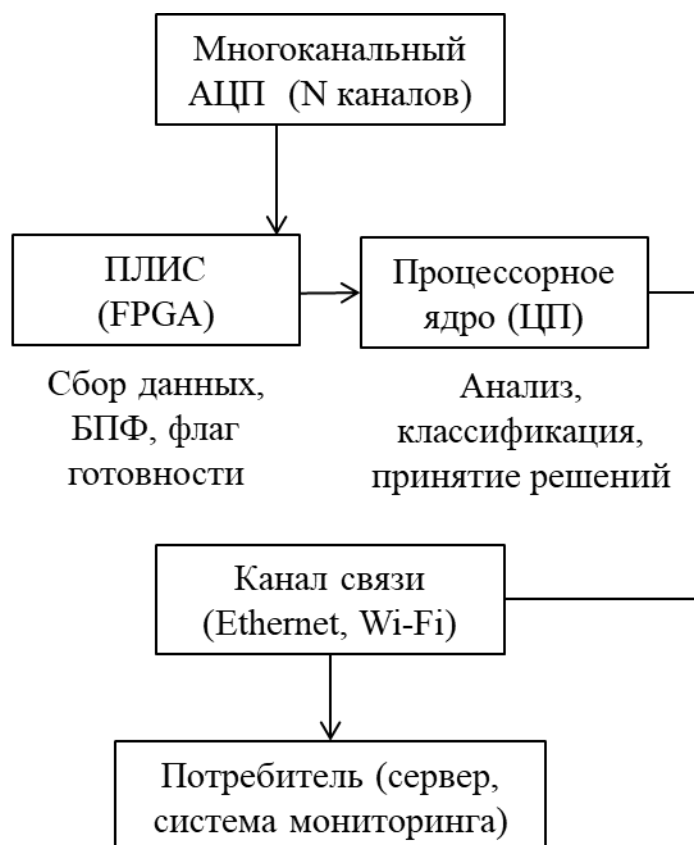 Многоканальный
АЦП (N каналов)
ПЛИС
(FPGA)
Процессорное
ядро (ЦП)
Сбор данных,
БПФ, флаг
готовности
Анализ,
классификация,
принятие решений
Канал связи
(Ethernet, Wi-Fi)
Потребитель (сервер,
система мониторинга)